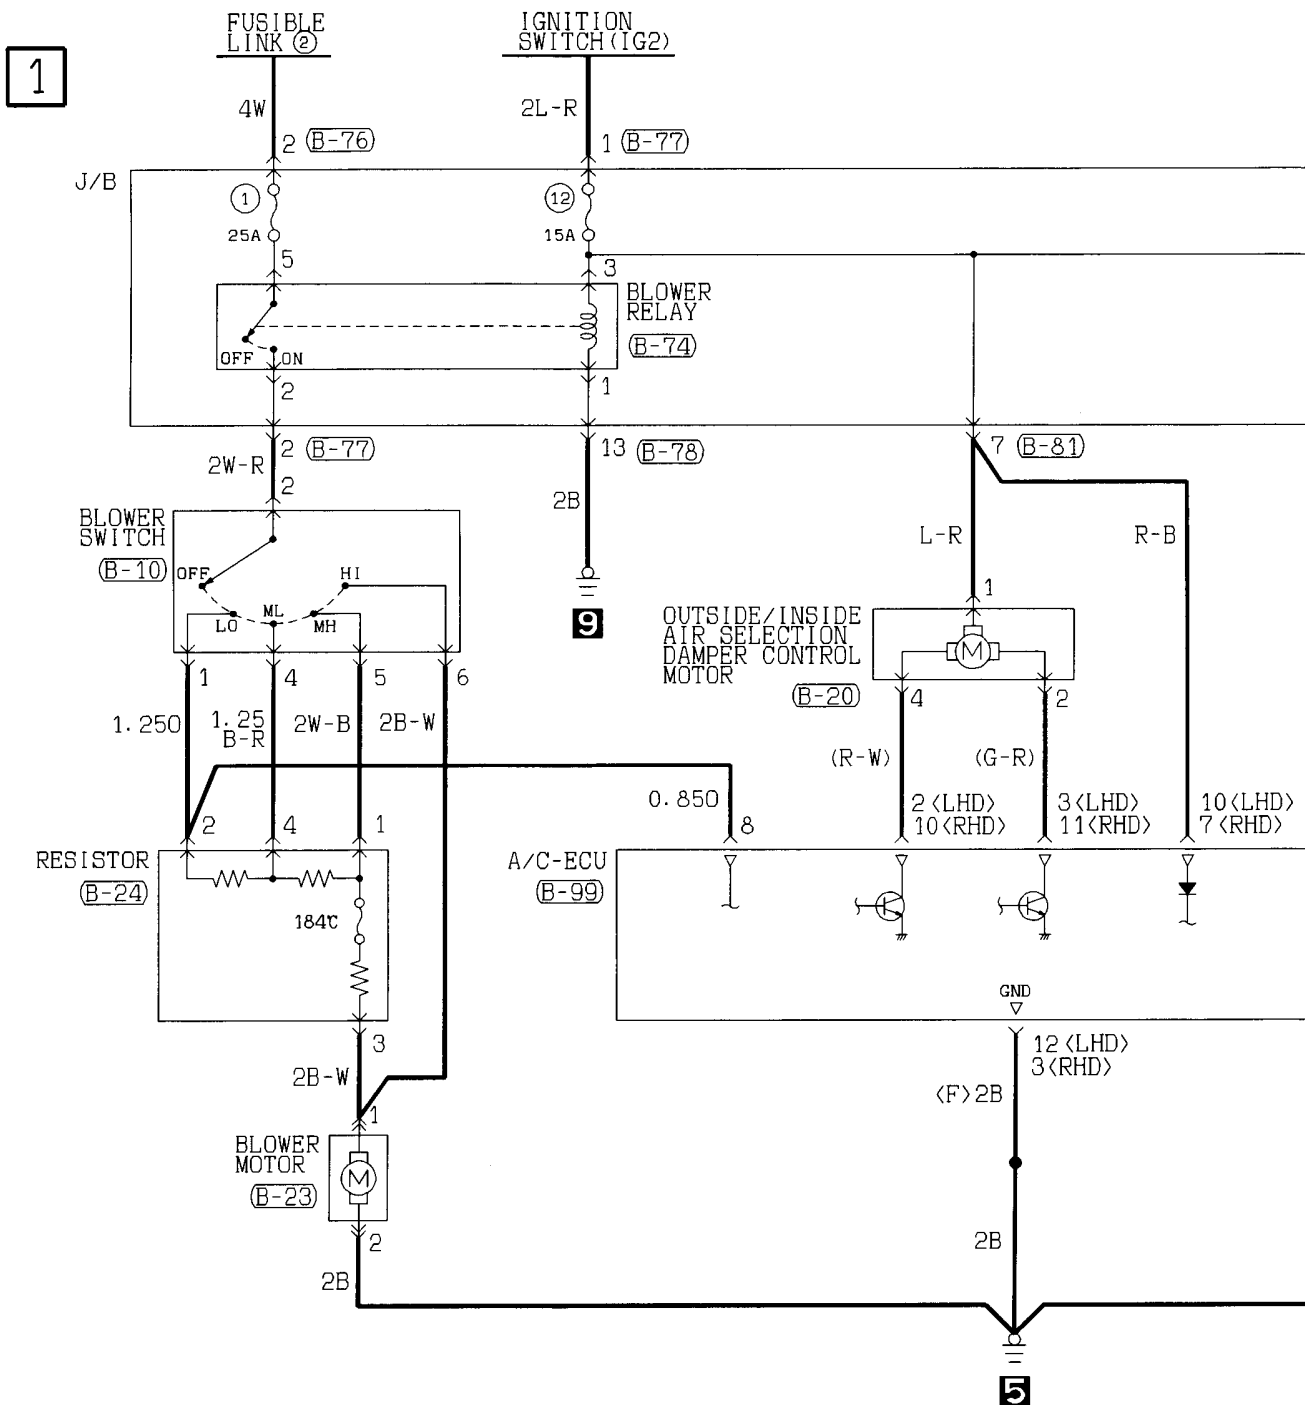 1
FUSIBLE
LINK ②
IGNITION
SWITCH(IG2)
4W
2L-R
2 B-76
1 B-77
J/B
1
12
25A
15A
5
3
BLOWER
RELAY
B-74
OFF
ON
2
1
2 B-77
13 B-78
7 B-81
2W-R
2
2B
BLOWER
SWITCH
B-10
OFF
HI
LO
ML
MH
9
L-R
R-B
1
OUTSIDE/INSIDE
AIR SELECTION
DAMPER CONTROL
MOTOR
B-20
M
1
4
5
6
4
2
1.25O
1.25
B-R
2W-B
2B-W
(R-W)
(G-R)
0.85O
2
4
1
8
2<LHD>
10<RHD>
3<LHD>
11<RHD>
10<LHD>
7<RHD>
RESISTOR
B-24
A/C-ECU
B-99
184℃
GND
3
12<LHD>
3<RHD>
2B-W
<F>2B
1
BLOWER
MOTOR
B-23
M
2
2B
2B
5